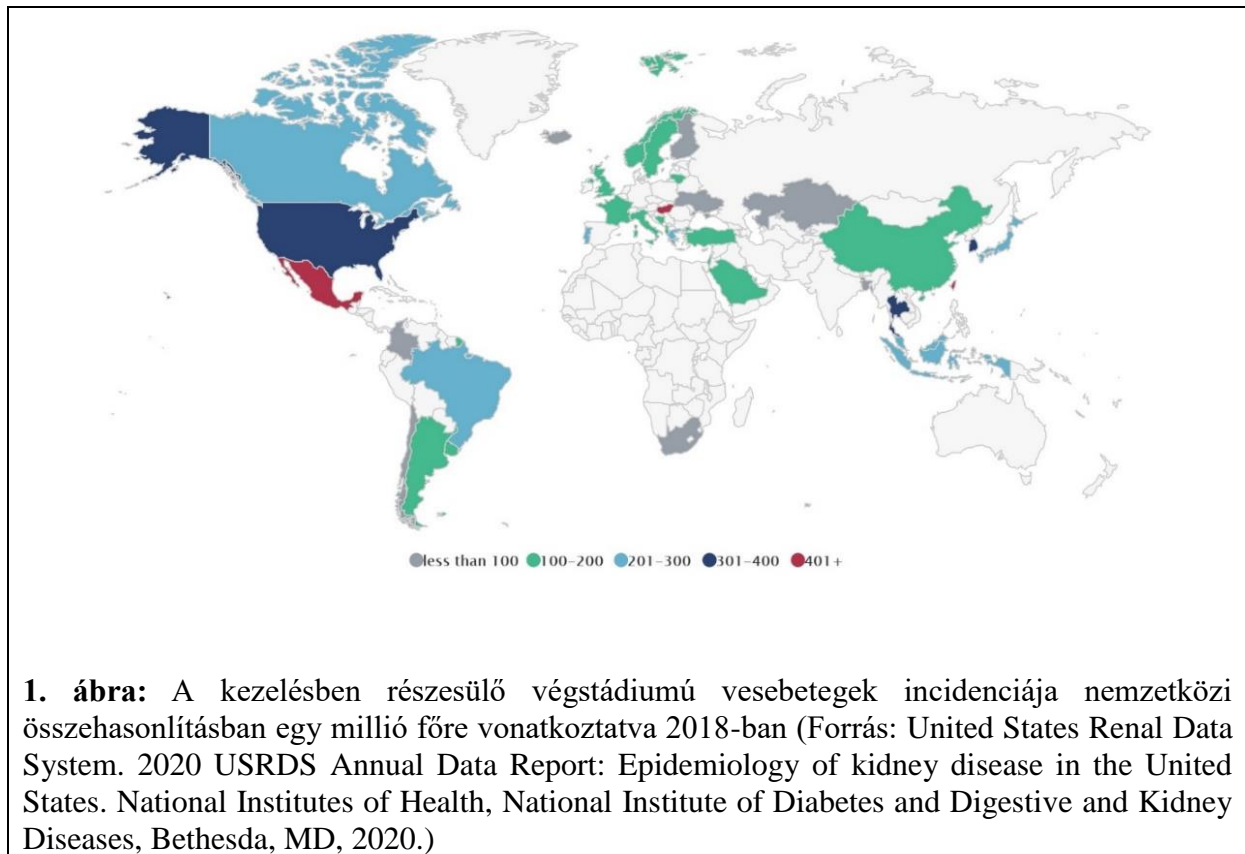 less than 100 100–200 201–300 301–400 401+
1. ábra: A kezelésben részesülő végstádiumú vesebetegek incidenciája nemzetközi
összehasonlításban egy millió főre vonatkoztatva 2018-ban (Forrás: United States Renal Data
System. 2020 USRDS Annual Data Report: Epidemiology of kidney disease in the United
States. National Institutes of Health, National Institute of Diabetes and Digestive and Kidney
Diseases, Bethesda, MD, 2020.)